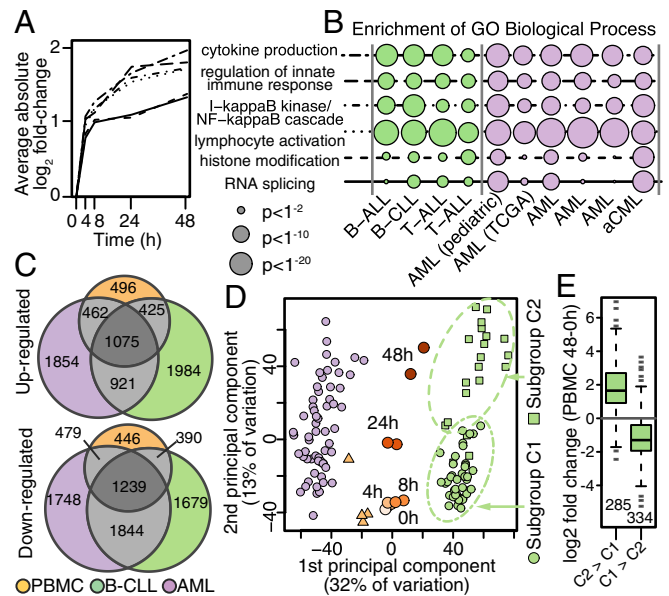 A
Average absolute
log2 fold-change
2
1
0
0 4 8 24 48
Time (h)
B
Enrichment of GO Biological Process
cytokine production
regulation of innate
immune response
I-kappaB kinase/
NF-kappaB cascade
lymphocyte activation
histone modification
RNA splicing
p<1-2
p<1-10
p<1-20
B-ALL
B-CLL
T-ALL
T-ALL
AML (pediatric)
AML (TCGA)
AML
AML
AML
aCML
C
Up-regulated
496
462
425
1075
1854
1984
921
Down-regulated
479
446
390
1239
1748
1679
1844
PBMC
B-CLL
AML
D
2nd principal component
(13% of variation)
40
0
-40
48h
24h
4h
8h
0h
-40 0 40
1st principal component
(32% of variation)
Subgroup C1
Subgroup C2
E
log2 fold change (PBMC 48-0h)
6
4
2
0
-2
-4
285
334
C2 > C1
C1 > C2